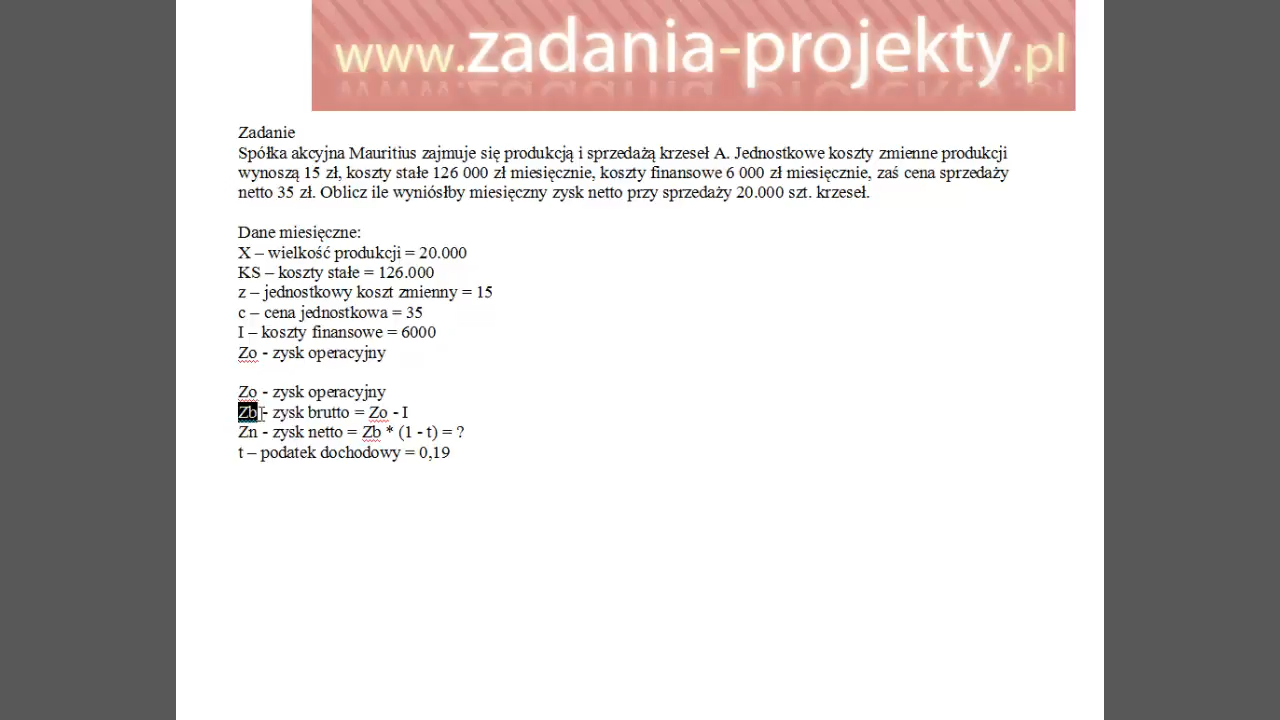 www.zadania-projekty.pl
Zadanie
Spółka akcyjna Mauritius zajmuje się produkcją i sprzedażą krzeseł A. Jednostkowe koszty zmienne produkcji
wynoszą 15 zł, koszty stałe 126 000 zł miesięcznie, koszty finansowe 6 000 zł miesięcznie, zaś cena sprzedaży
netto 35 zł. Oblicz ile wyniósłby miesięczny zysk netto przy sprzedaży 20.000 szt. krzeseł.
Dane miesięczne:
X – wielkość produkcji = 20.000
KS – koszty stałe = 126.000
z – jednostkowy koszt zmienny = 15
c – cena jednostkowa = 35
I – koszty finansowe = 6000
Zo - zysk operacyjny
Zo - zysk operacyjny
Zb - zysk brutto = Zo - I
Zn - zysk netto = Zb * (1 - t) = ?
t – podatek dochodowy = 0,19